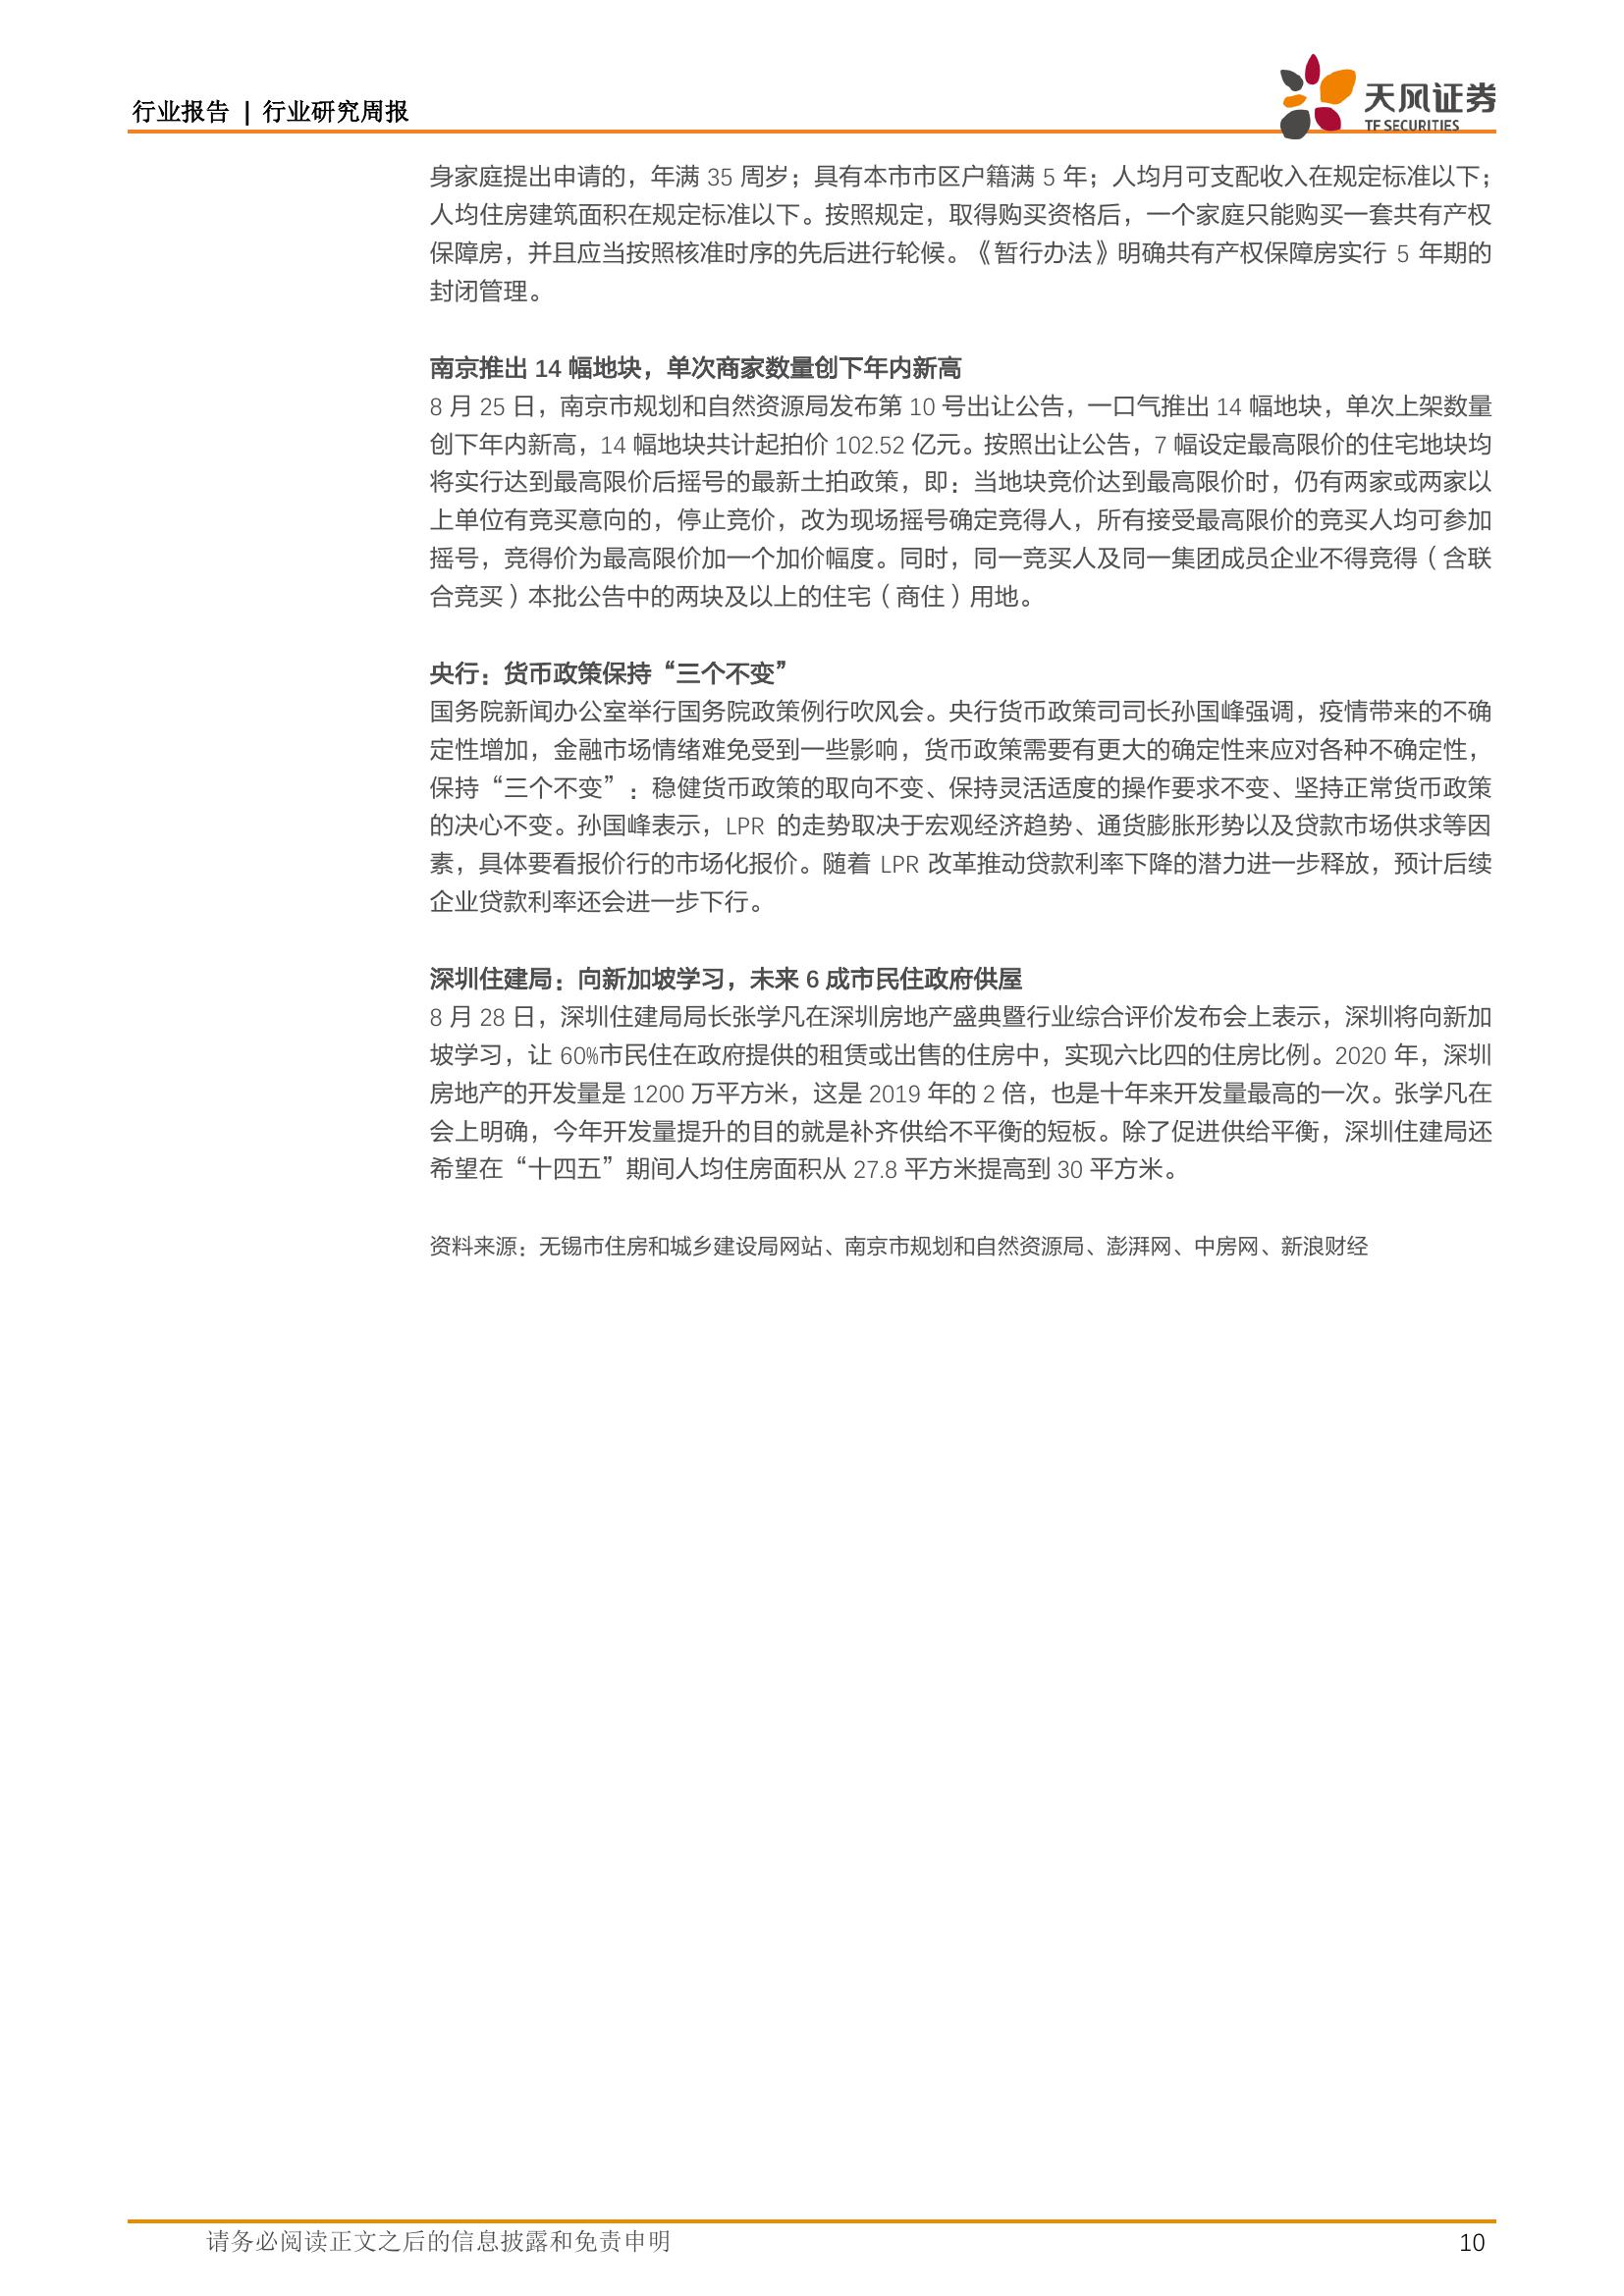 行业报告 | 行业研究周报
天风证券
TF SECURITIES
身家庭提出申请的，年满 35 周岁；具有本市市区户籍满 5 年；人均月可支配收入在规定标准以下；
人均住房建筑面积在规定标准以下。按照规定，取得购买资格后，一个家庭只能购买一套共有产权
保障房，并且应当按照核准时序的先后进行轮候。《暂行办法》明确共有产权保障房实行 5 年期的
封闭管理。
南京推出 14 幅地块，单次商家数量创下年内新高
8 月 25 日，南京市规划和自然资源局发布第 10 号出让公告，一口气推出 14 幅地块，单次上架数量
创下年内新高，14 幅地块共计起拍价 102.52 亿元。按照出让公告，7 幅设定最高限价的住宅地块均
将实行达到最高限价后摇号的最新土拍政策，即：当地块竞价达到最高限价时，仍有两家或两家以
上单位有竞买意向的，停止竞价，改为现场摇号确定竞得人，所有接受最高限价的竞买人均可参加
摇号，竞得价为最高限价加一个加价幅度。同时，同一竞买人及同一集团成员企业不得竞得（含联
合竞买）本批公告中的两块及以上的住宅（商住）用地。
央行：货币政策保持“三个不变”
国务院新闻办公室举行国务院政策例行吹风会。央行货币政策司司长孙国峰强调，疫情带来的不确
定性增加，金融市场情绪难免受到一些影响，货币政策需要有更大的确定性来应对各种不确定性，
保持“三个不变”：稳健货币政策的取向不变、保持灵活适度的操作要求不变、坚持正常货币政策
的决心不变。孙国峰表示，LPR 的走势取决于宏观经济趋势、通货膨胀形势以及贷款市场供求等因
素，具体要看报价行的市场化报价。随着 LPR 改革推动贷款利率下降的潜力进一步释放，预计后续
企业贷款利率还会进一步下行。
深圳住建局：向新加坡学习，未来 6 成市民住政府供屋
8 月 28 日，深圳住建局局长张学凡在深圳房地产盛典暨行业综合评价发布会上表示，深圳将向新加
坡学习，让 60%市民住在政府提供的租赁或出售的住房中，实现六比四的住房比例。2020 年，深圳
房地产的开发量是 1200 万平方米，这是 2019 年的 2 倍，也是十年来开发量最高的一次。张学凡在
会上明确，今年开发量提升的目的就是补齐供给不平衡的短板。除了促进供给平衡，深圳住建局还
希望在“十四五”期间人均住房面积从 27.8 平方米提高到 30 平方米。
资料来源：无锡市住房和城乡建设局网站、南京市规划和自然资源局、澎湃网、中房网、新浪财经
请务必阅读正文之后的信息披露和免责申明
10